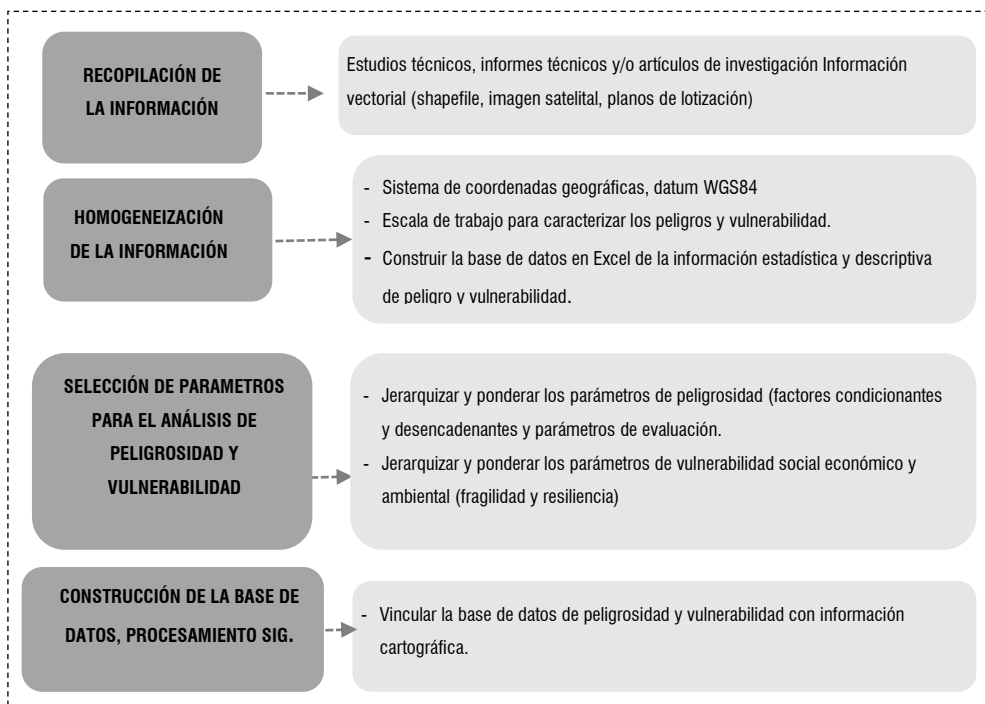 RECOPILACIÓN DE
LA INFORMACIÓN
Estudios técnicos, informes técnicos y/o artículos de investigación Información
vectorial (shapefile, imagen satelital, planos de lotización)
HOMOGENEIZACIÓN
DE LA INFORMACIÓN
- Sistema de coordenadas geográficas, datum WGS84
- Escala de trabajo para caracterizar los peligros y vulnerabilidad.
- Construir la base de datos en Excel de la información estadística y descriptiva
de peligro y vulnerabilidad.
SELECCIÓN DE PARAMETROS
PARA EL ANÁLISIS DE
PELIGROSIDAD Y
VULNERABILIDAD
- Jerarquizar y ponderar los parámetros de peligrosidad (factores condicionantes
y desencadenantes y parámetros de evaluación.
- Jerarquizar y ponderar los parámetros de vulnerabilidad social económico y
ambiental (fragilidad y resiliencia)
CONSTRUCCIÓN DE LA BASE DE
DATOS, PROCESAMIENTO SIG.
- Vincular la base de datos de peligrosidad y vulnerabilidad con información
cartográfica.